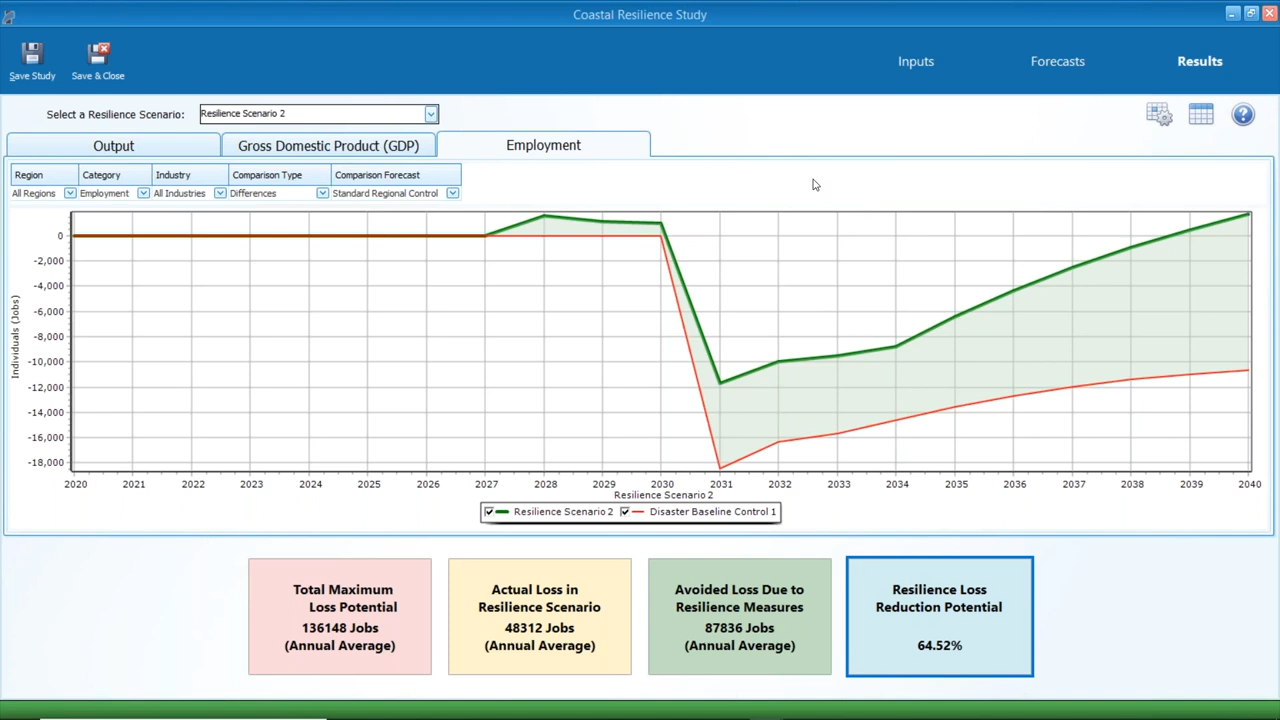 Coastal Resilience Study
Save Study
Save & Close
Inputs
Forecasts
Results
Select a Resilience Scenario:
Resilience Scenario 2
Output
Gross Domestic Product (GDP)
Employment
Region
Category
Industry
Comparison Type
Comparison Forecast
All Regions
Employment
All Industries
Differences
Standard Regional Control
Individuals (Jobs)
0
-2,000
-4,000
-6,000
-8,000
-10,000
-12,000
-14,000
-16,000
-18,000
2020
2021
2022
2023
2024
2025
2026
2027
2028
2029
2030
2031
2032
2033
2034
2035
2036
2037
2038
2039
2040
Resilience Scenario 2
Resilience Scenario 2
Disaster Baseline Control 1
Total Maximum
Loss Potential
136148 Jobs
(Annual Average)
Actual Loss in
Resilience Scenario
48312 Jobs
(Annual Average)
Avoided Loss Due to
Resilience Measures
87836 Jobs
(Annual Average)
Resilience Loss
Reduction Potential
64.52%